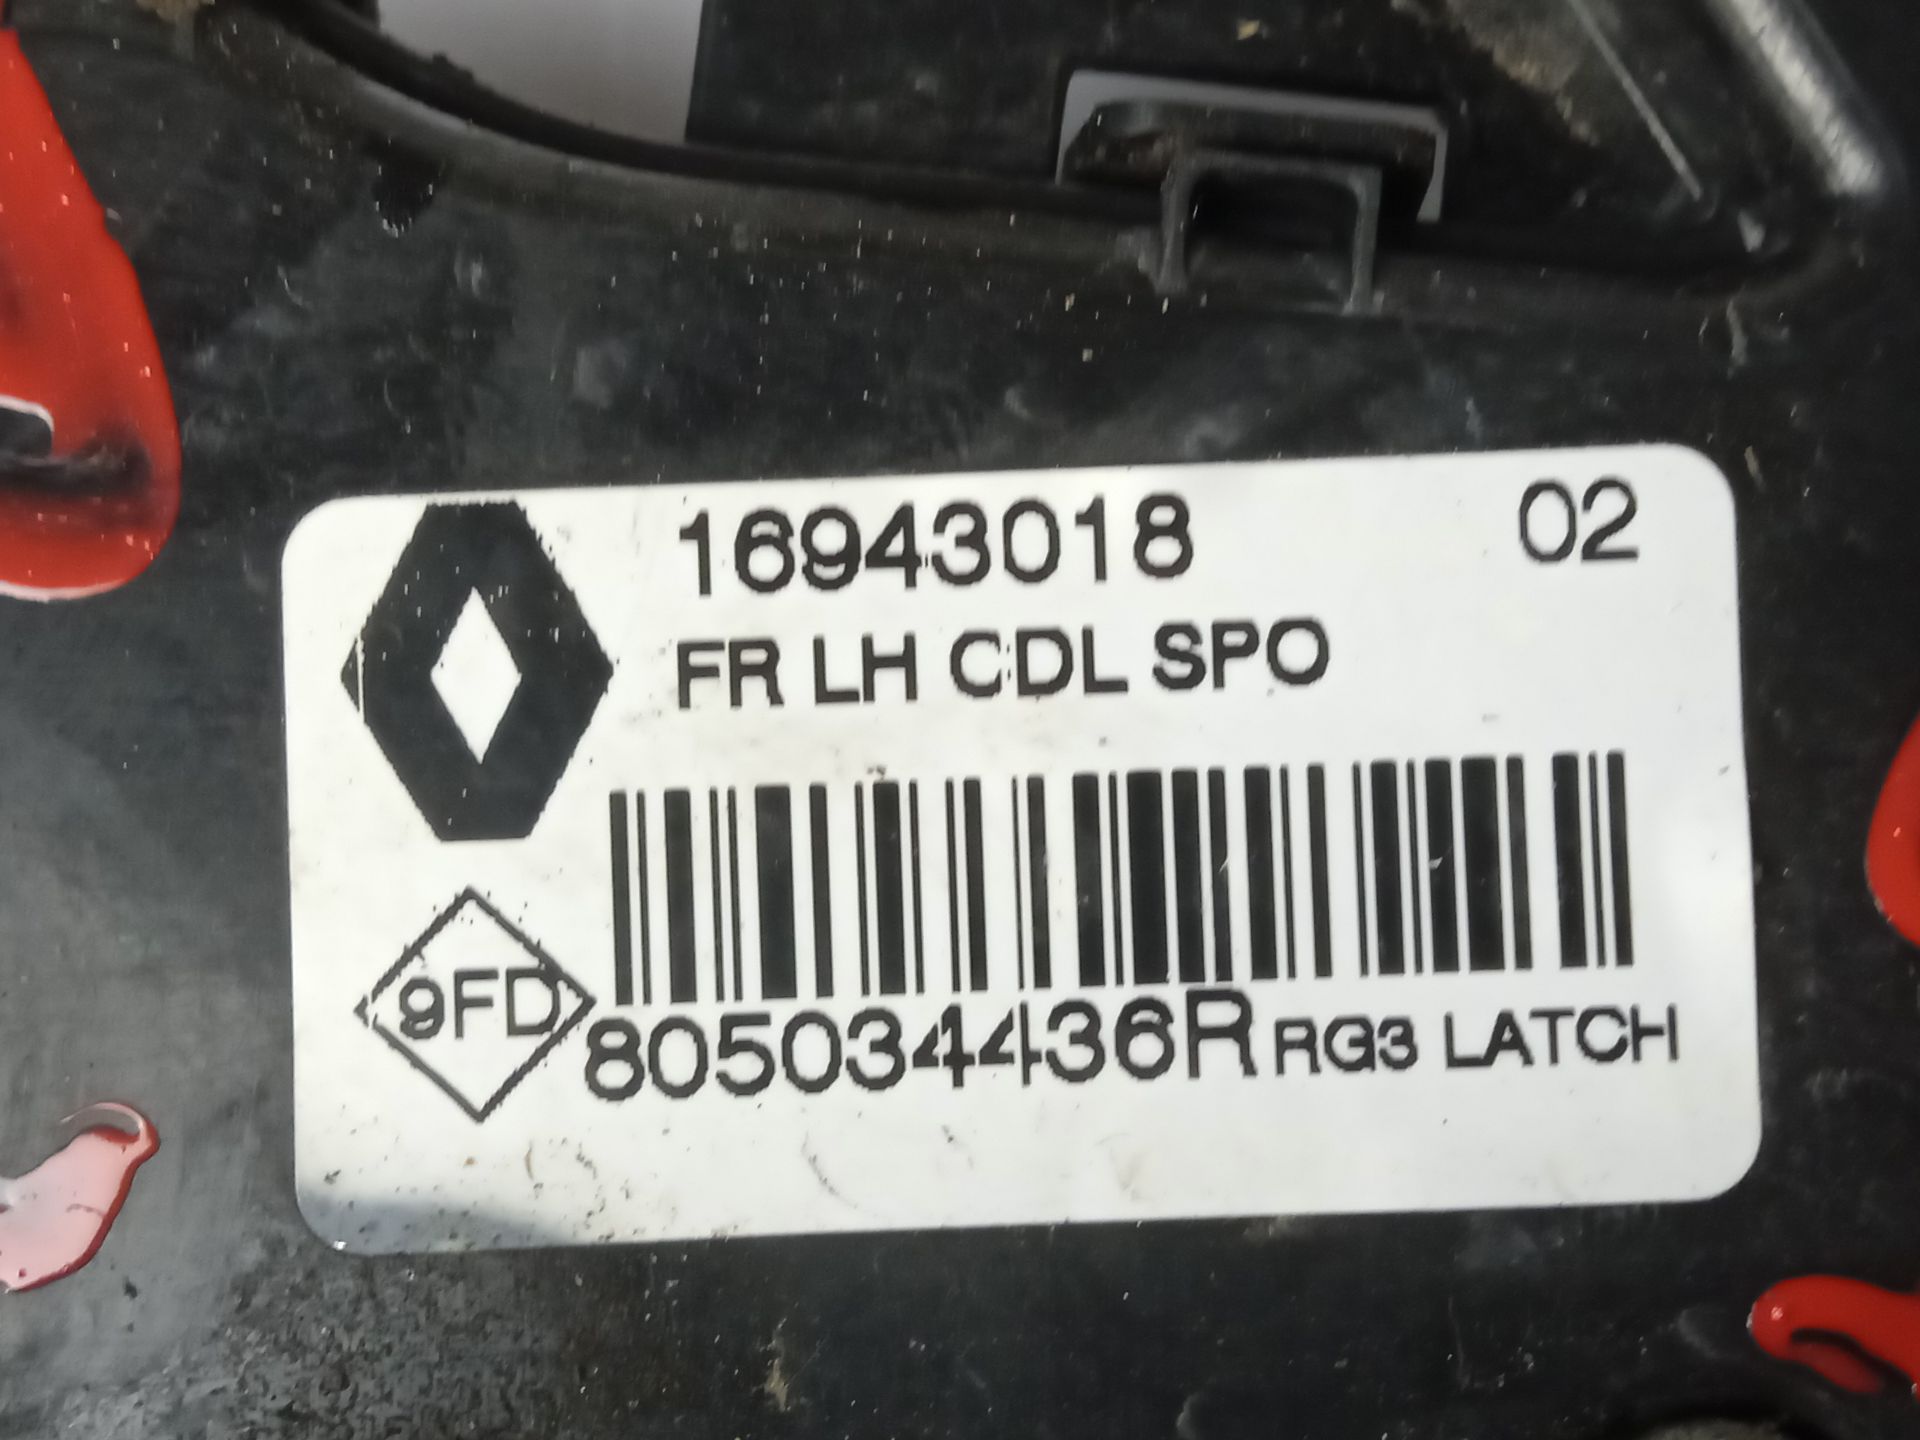 16943018 02
FR LH CDL SPO
9FD
805034436R RG3 LATCH